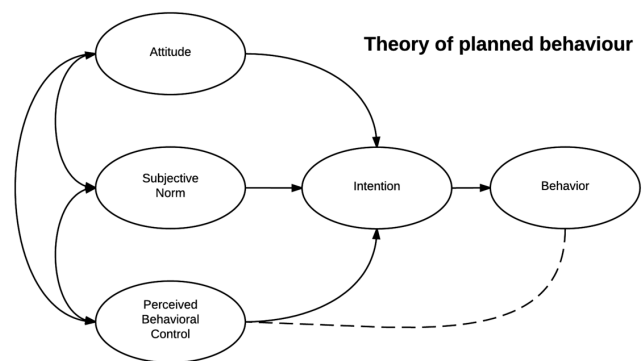 Theory of planned behaviour
Attitude
Subjective
Norm
Intention
Behavior
Perceived
Behavioral
Control